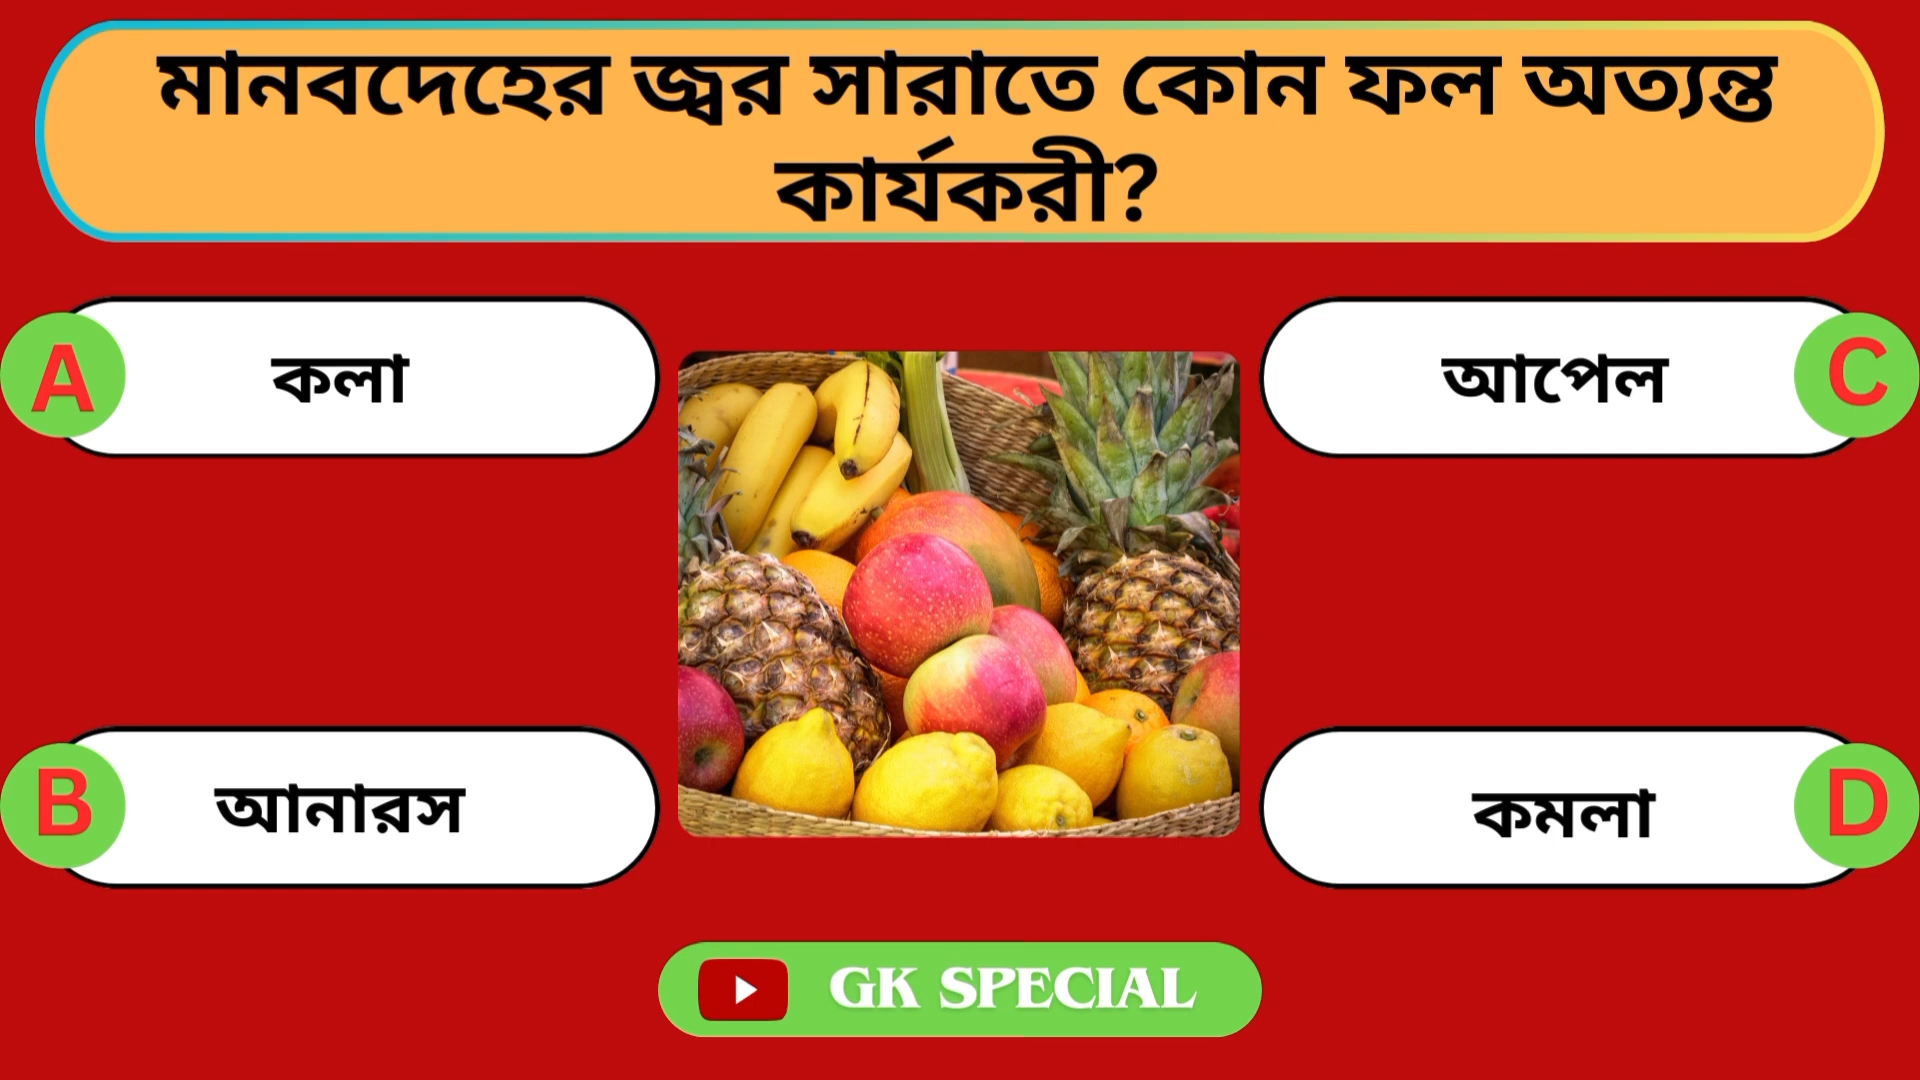 মানবদেহের জ্বর সারাতে কোন ফল অত্যন্ত
কার্যকরী?
A কলা
C আপেল
B আনারস
D কমলা
GK SPECIAL